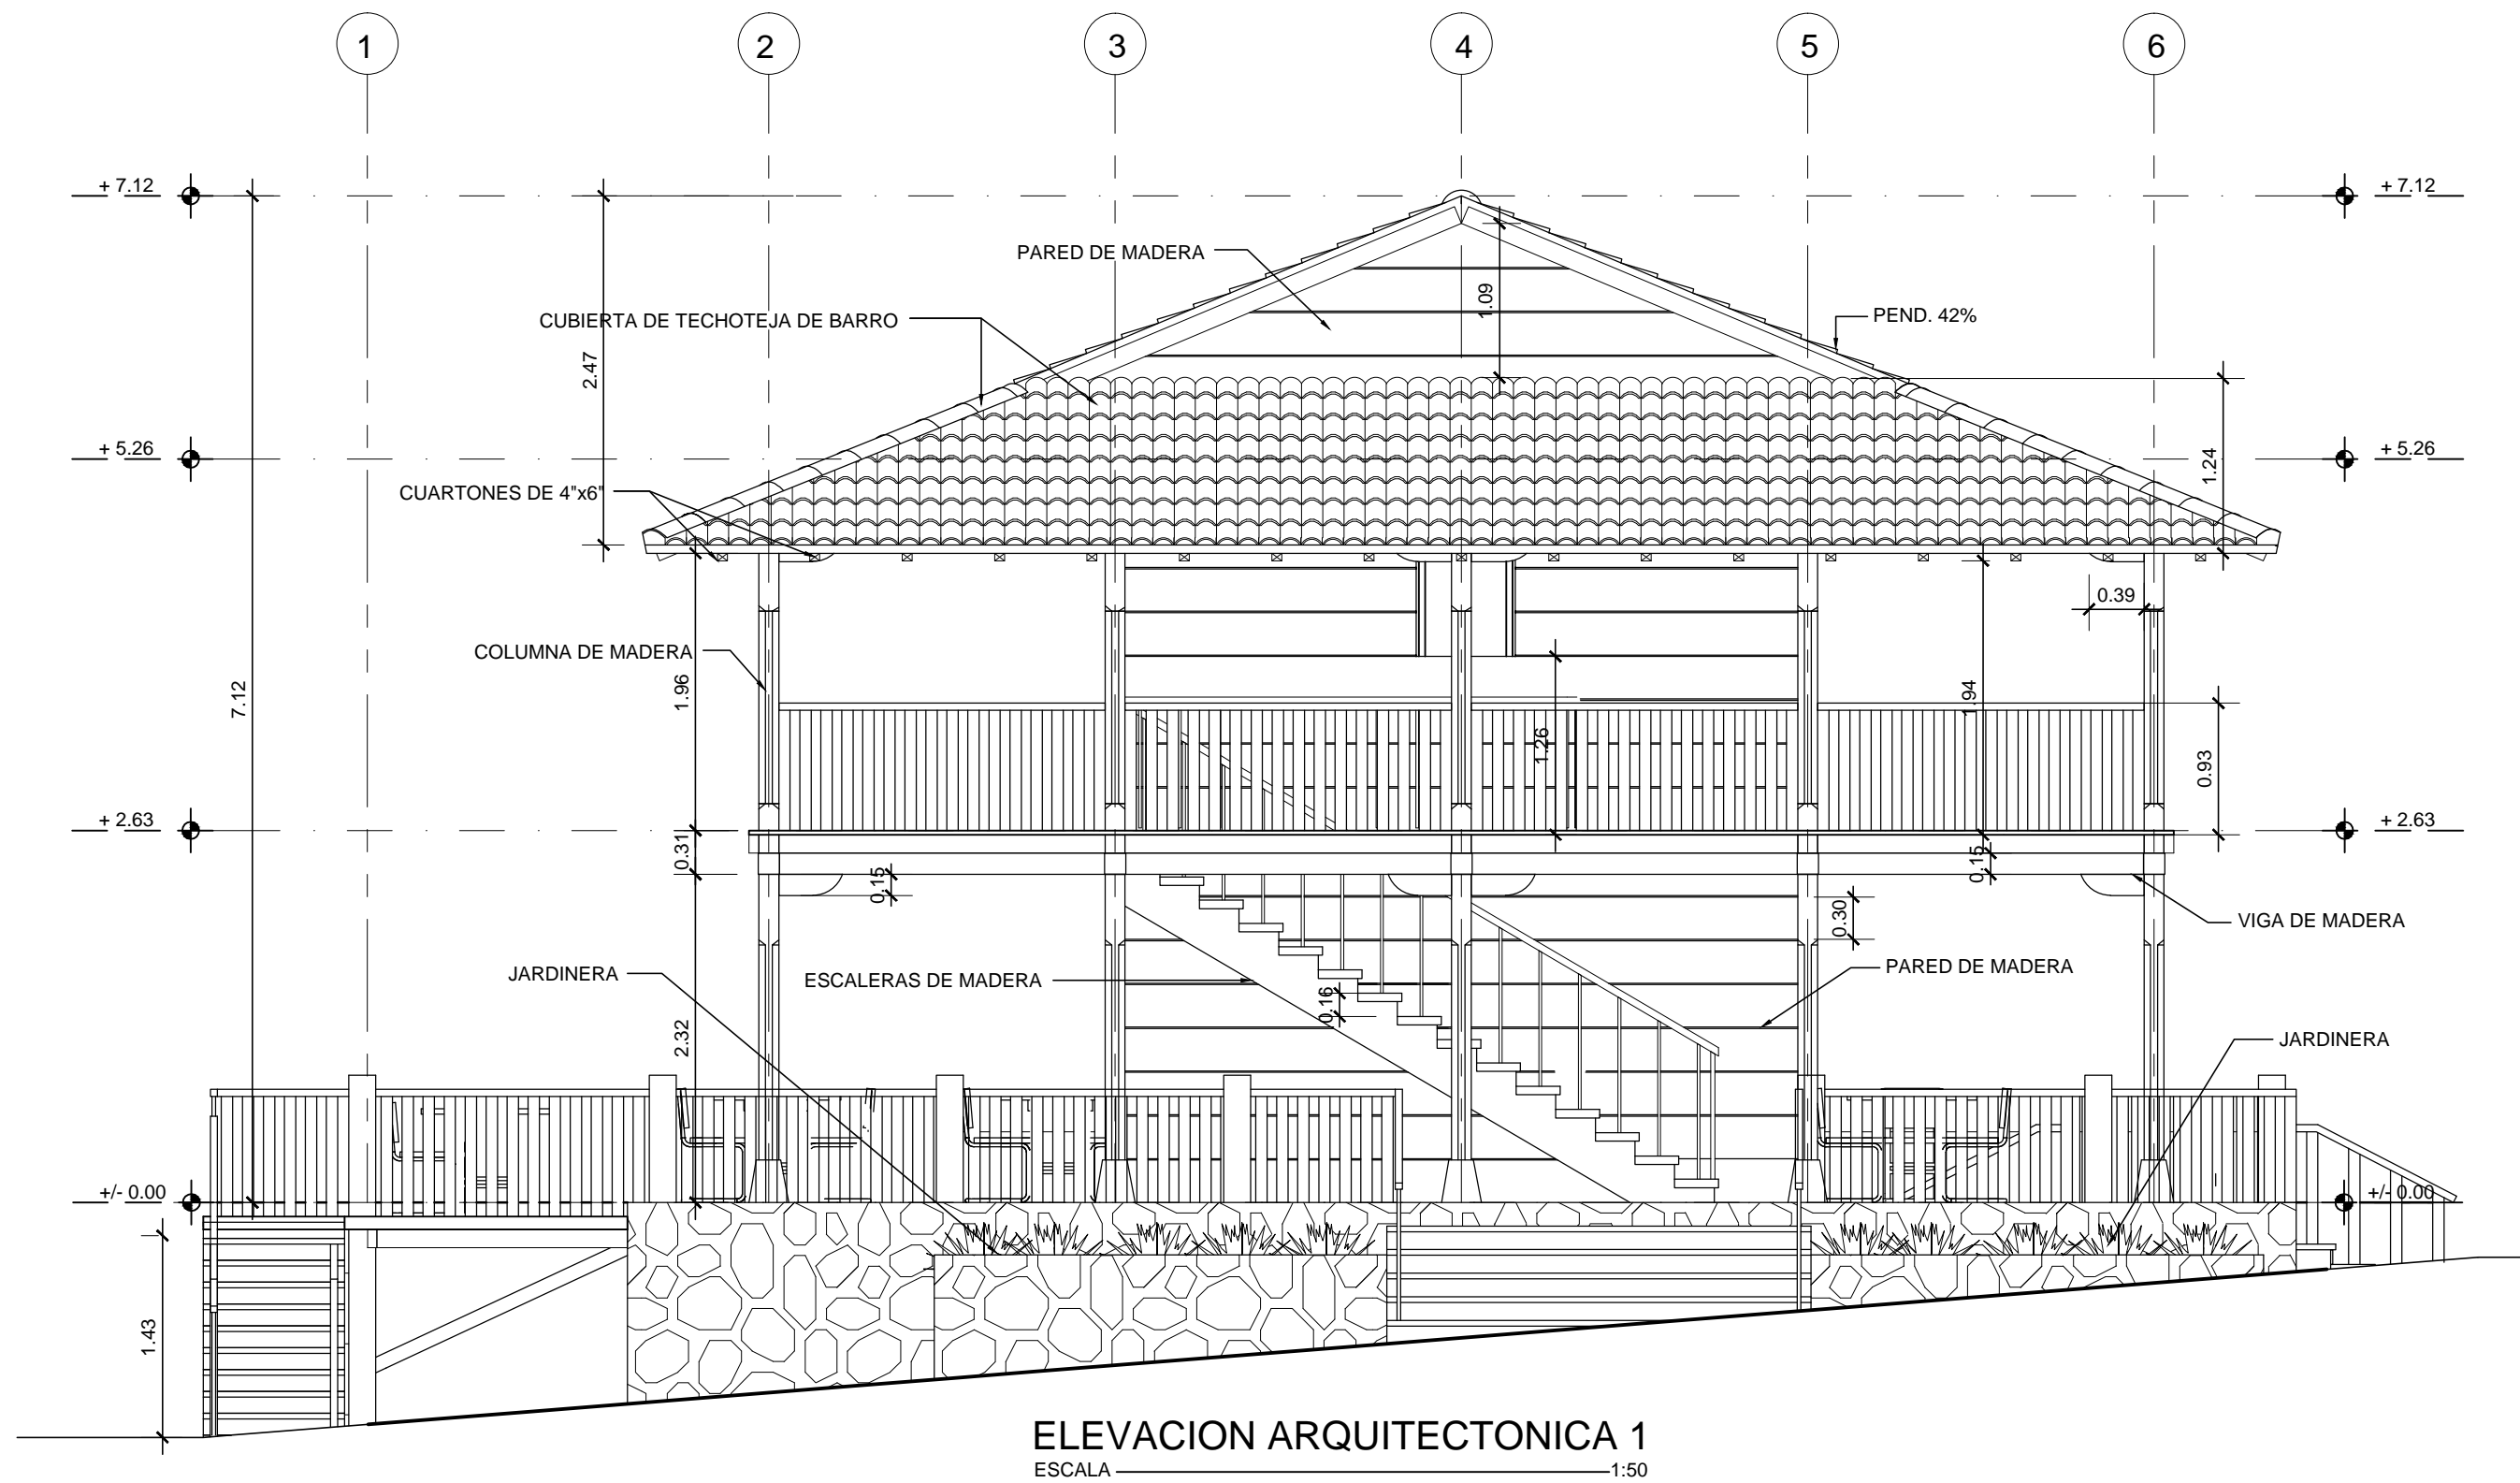 1
2
3
4
5
6
+ 7.12
+ 7.12
PARED DE MADERA
1.09
CUBIERTA DE TECHOTEJA DE BARRO
PEND. 42%
2.47
+ 5.26
+ 5.26
1.24
CUARTONES DE 4"x6"
0.39
COLUMNA DE MADERA
1.96
7.12
1.94
1.26
0.93
+ 2.63
+ 2.63
0.31
0.15
0.15
0.30
VIGA DE MADERA
JARDINERA
ESCALERAS DE MADERA
PARED DE MADERA
0.16
2.32
JARDINERA
+/- 0.00
+/- 0.00
1.43
ELEVACION ARQUITECTONICA 1
ESCALA 1:50